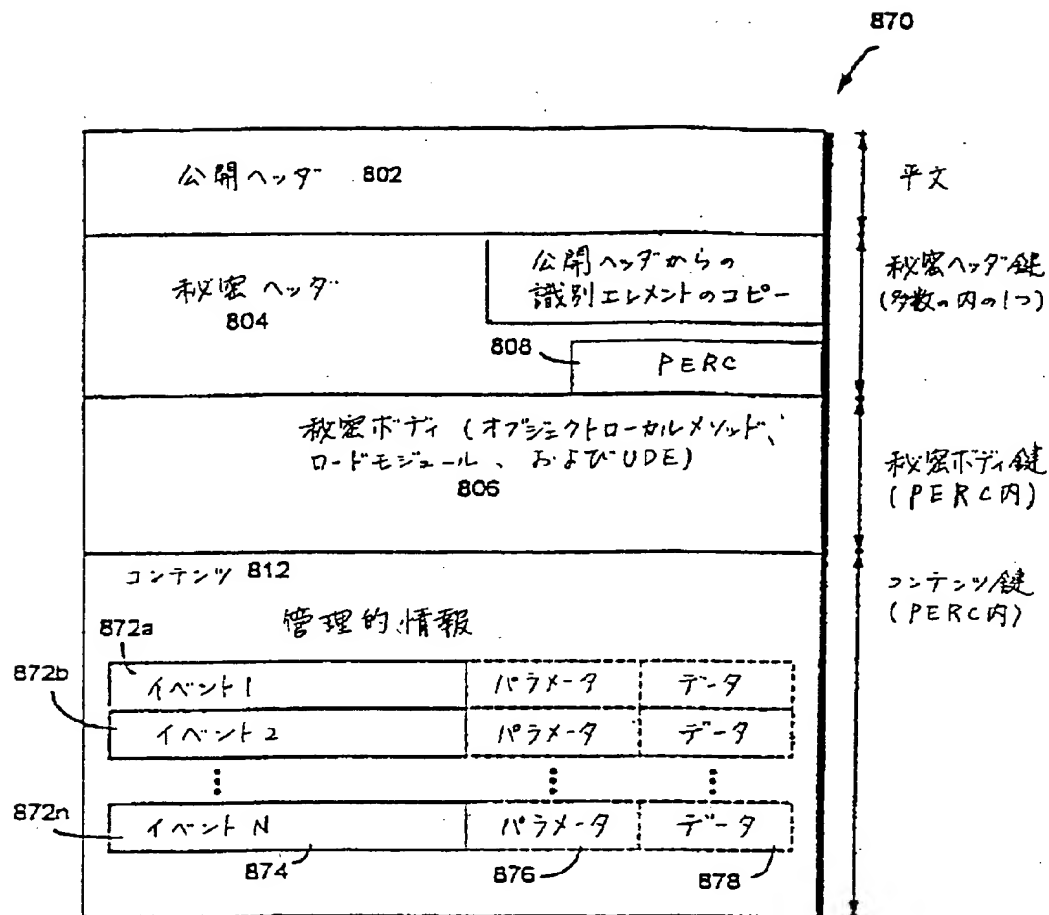 870
公開ヘッダ 802
平文
秘密ヘッダ
804
公開ヘッダからの
識別エレメントのコピー
808
PERC
秘密ヘッダ鍵
(多数の内の1つ)
秘密ボディ (オブジェクトローカルメソッド、
ロードモジュール、およびUDE)
806
秘密ボディ鍵
(PERC内)
コンテンツ 812
管理的情報
コンテンツ鍵
(PERC内)
872a
イベント1 パラメータ データ
872b
イベント2 パラメータ データ
872n
イベントN パラメータ データ
874 876 878